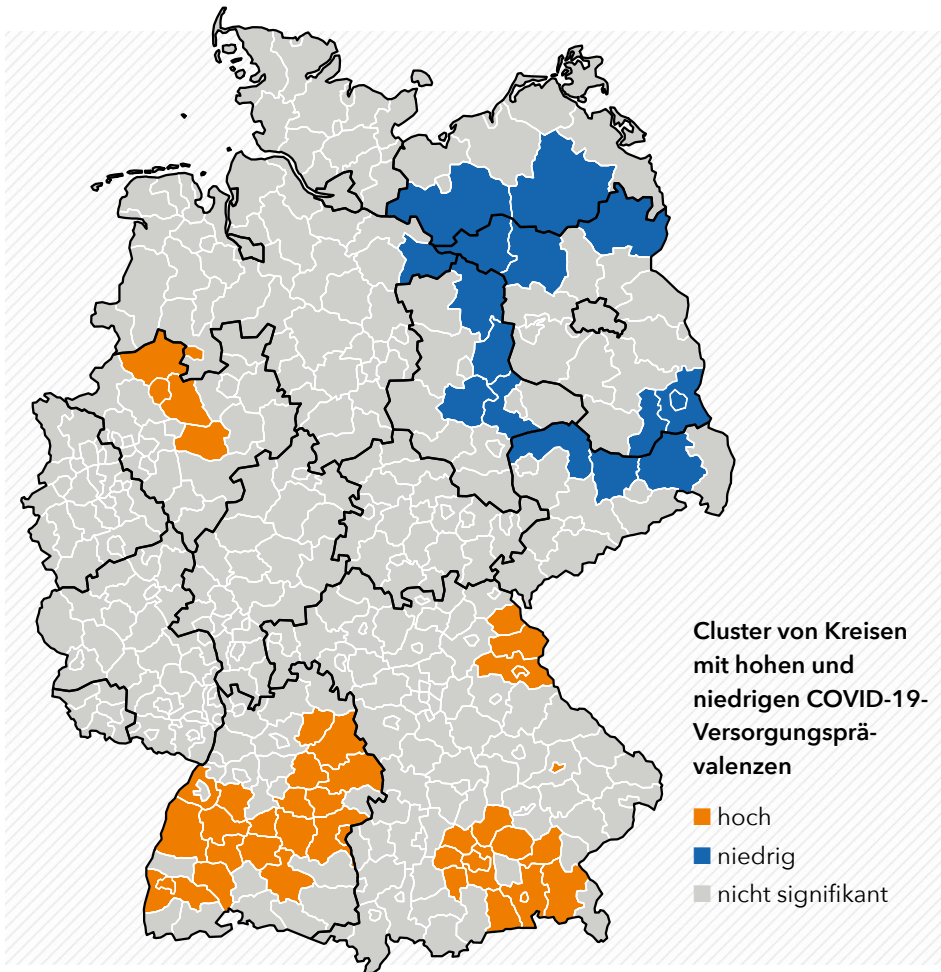 Cluster von Kreisen
mit hohen und
niedrigen COVID-19-
Versorgungsprä-
valenzen
hoch
niedrig
nicht signifikant